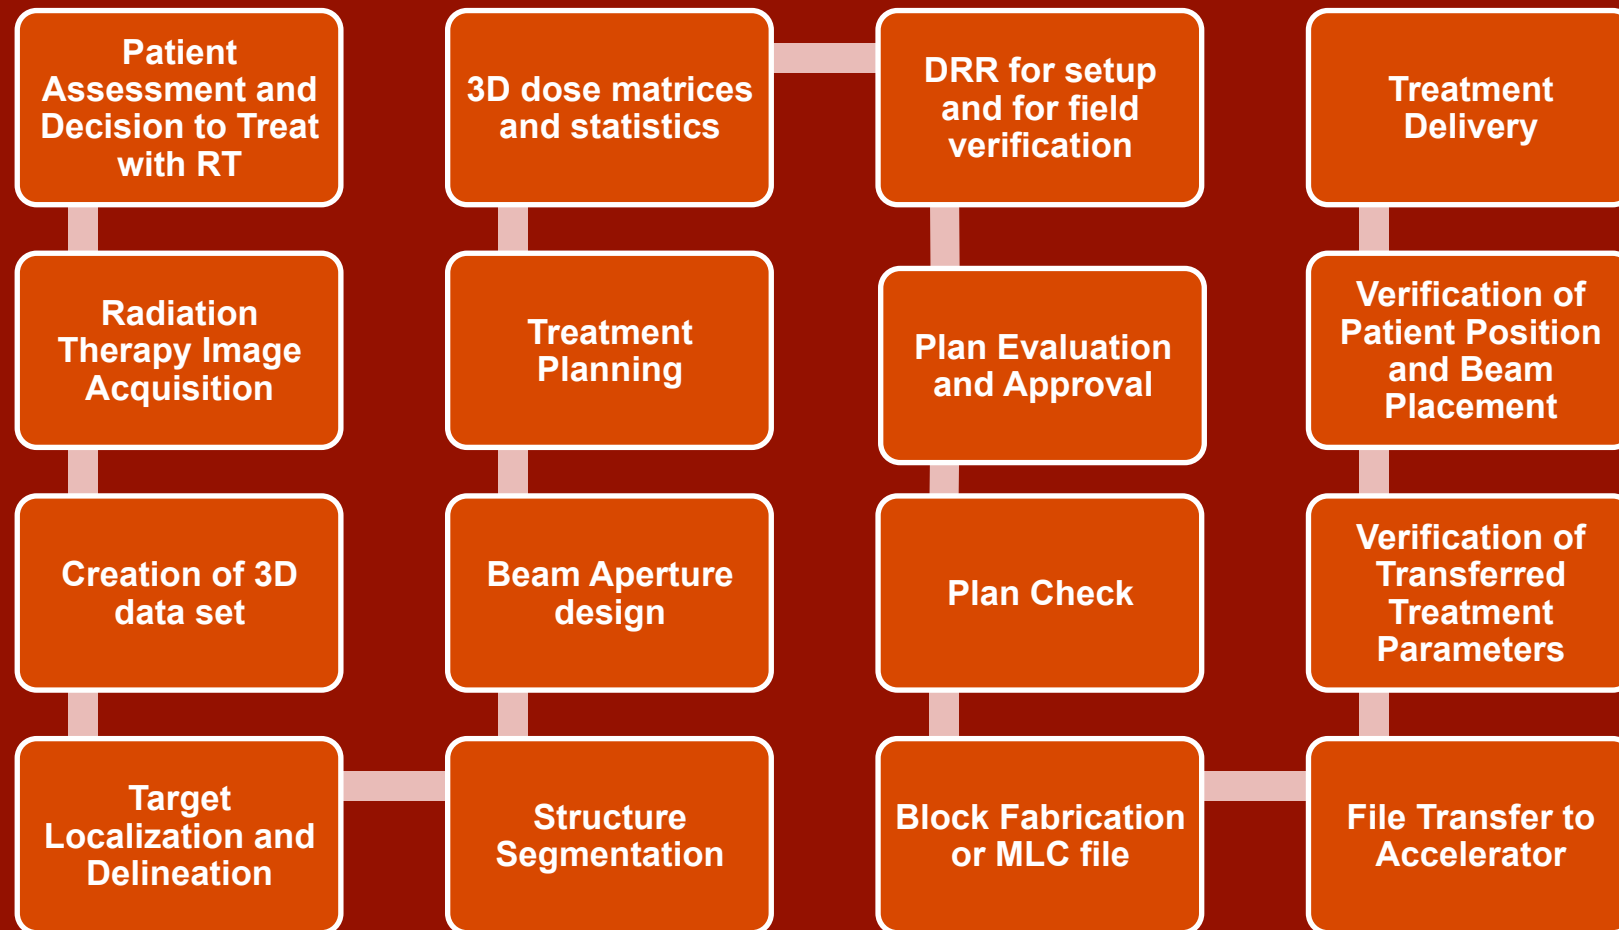 Patient
Assessment and
Decision to Treat
with RT
Radiation
Therapy Image
Acquisition
Creation of 3D
data set
Target
Localization and
Delineation
Structure
Segmentation
Beam Aperture
design
Treatment
Planning
3D dose matrices
and statistics
DRR for setup
and for field
verification
Plan Evaluation
and Approval
Plan Check
Block Fabrication
or MLC file
File Transfer to
Accelerator
Verification of
Transferred
Treatment
Parameters
Verification of
Patient Position
and Beam
Placement
Treatment
Delivery